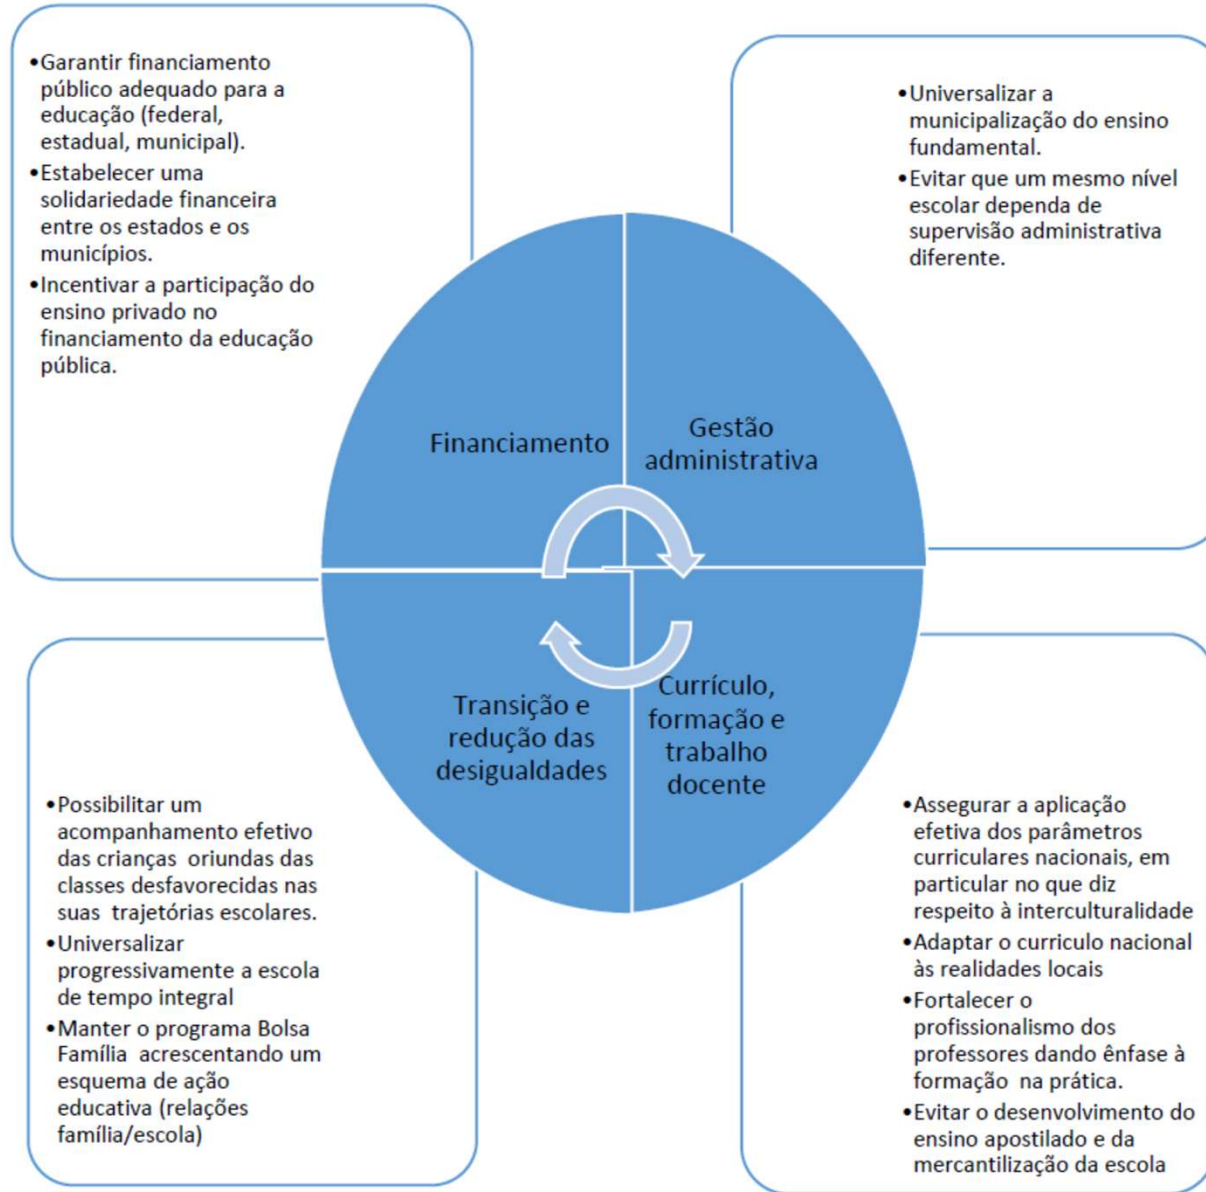 •Garantir financiamento
público adequado para a
educação (federal,
estadual, municipal).
•Estabelecer uma
solidariedade financeira
entre os estados e os
municípios.
•Incentivar a participação do
ensino privado no
financiamento da educação
pública.
•Universalizar a
municipalização do ensino
fundamental.
•Evitar que um mesmo nível
escolar dependa de
supervisão administrativa
diferente.
Financiamento
Gestão
administrativa
Transição e
redução das
desigualdades
Currículo,
formação e
trabalho
docente
•Possibilitar um
acompanhamento efetivo
das crianças oriundas das
classes desfavorecidas nas
suas trajetórias escolares.
•Universalizar
progressivamente a escola
de tempo integral
•Manter o programa Bolsa
Família acrescentando um
esquema de ação
educativa (relações
família/escola)
•Assegurar a aplicação
efetiva dos parâmetros
curriculares nacionais, em
particular no que diz
respeito à interculturalidade
•Adaptar o curriculo nacional
às realidades locais
•Fortalecer o
profissionalismo dos
professores dando ênfase à
formação na prática.
•Evitar o desenvolvimento do
ensino apostilado e da
mercantilização da escola